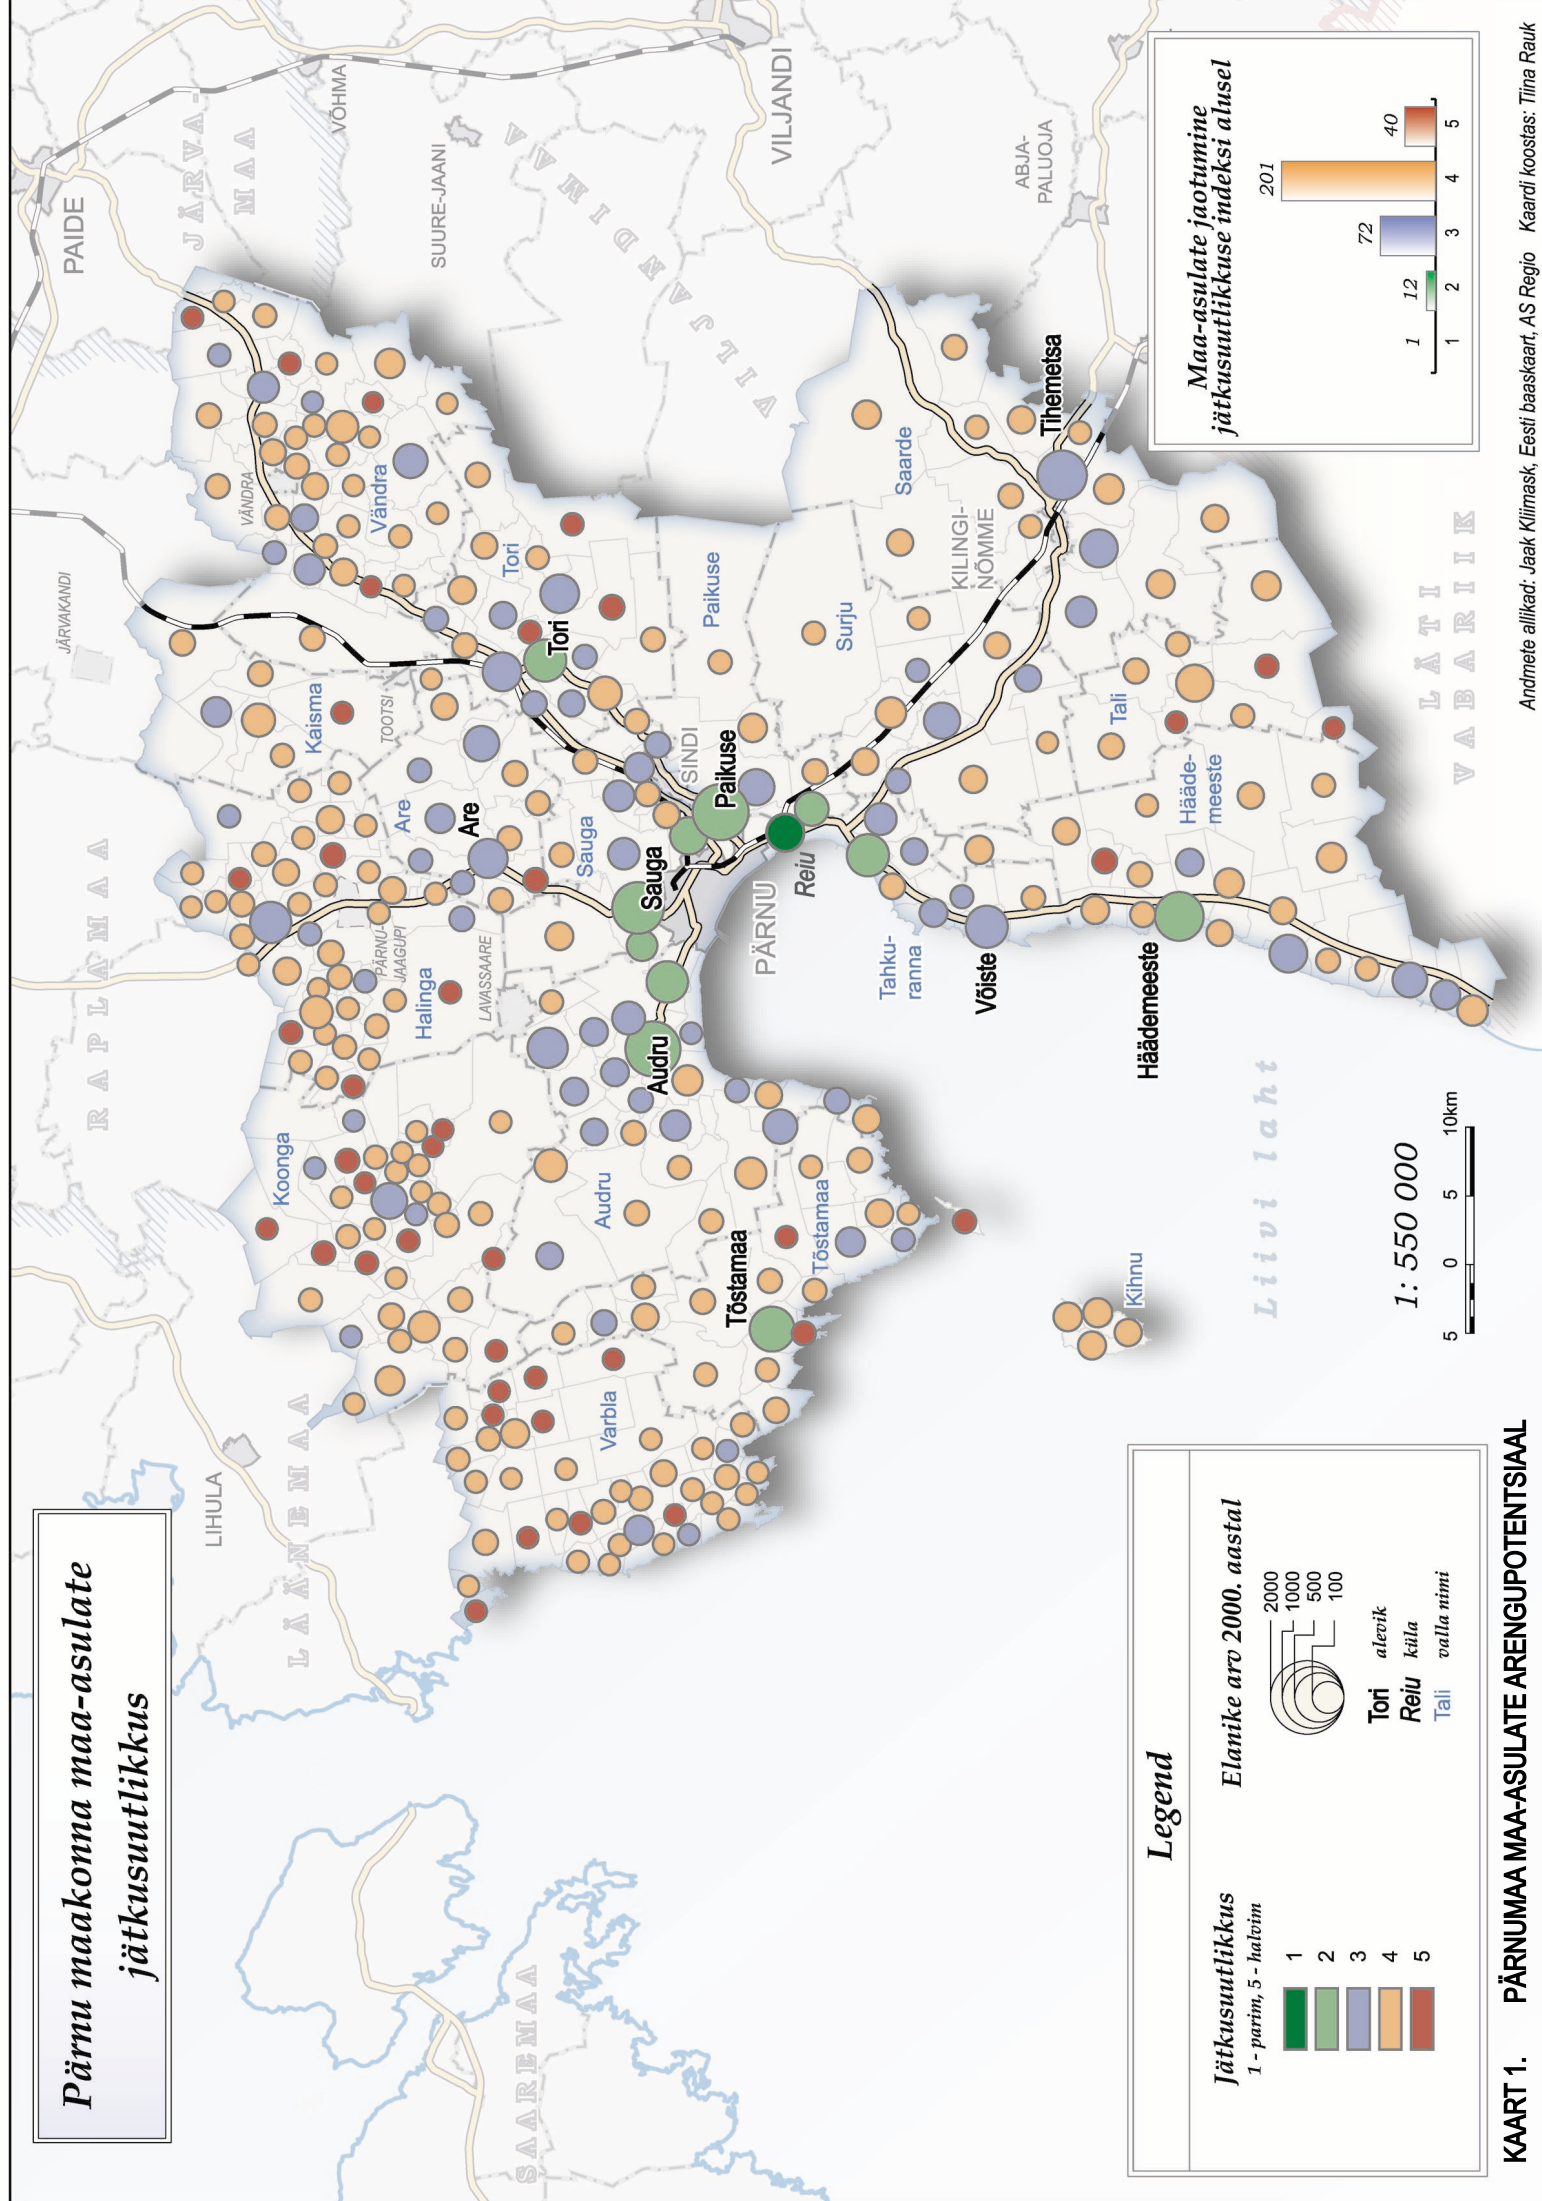 Pärnu maakonna maa-asulate
jätkusuutlikkus
PAIDE
JÄRVA-
MAA
VÕHMA
SUURE-JAANI
VILJANDIMAA
VILJANDI
ABJA-
PALUOJA
JÄRVAKANDI
RAPLAMAA
LÄÄNEMAA
LIHULA
SAAREMAA
VÄNDRA
Vändra
Tori
Tori
Kaisma
TOOTSI
Are
Are
Sauga
Sauga
PÄRNU-
JAAGUPI
Halinga
LAVASSAARE
Koonga
Audru
Audru
Varbla
Tõstamaa
Tõstamaa
Kihnu
Paikuse
SINDI
Paikuse
PÄRNU
Reiu
Surju
Saarde
KILINGI-
NÕMME
Tihemetsa
Tali
Tahku-
ranna
Võiste
Hääde-
meeste
Häädemeeste
LÄTI
VABARIIK
Liivi laht
1: 550 000
5 0 5 10km
Maa-asulate jaotumine
jätkusuutlikkuse indeksi alusel
1 12 72 201 40
1 2 3 4 5
Legend
Jätkusuutlikkus
1 - parim, 5 - halvim
1
2
3
4
5
Elanike arv 2000. aastal
2000
1000
500
100
Tori alevik
Reiu küla
Tali valla nimi
KAART 1. PÄRNUMAA MAA-ASULATE ARENGUPOTENTSIAAL
Andmete allikad: Jaak Kliimask, Eesti baaskaart, AS Regio Kaardi koostas: Tiina Rauk